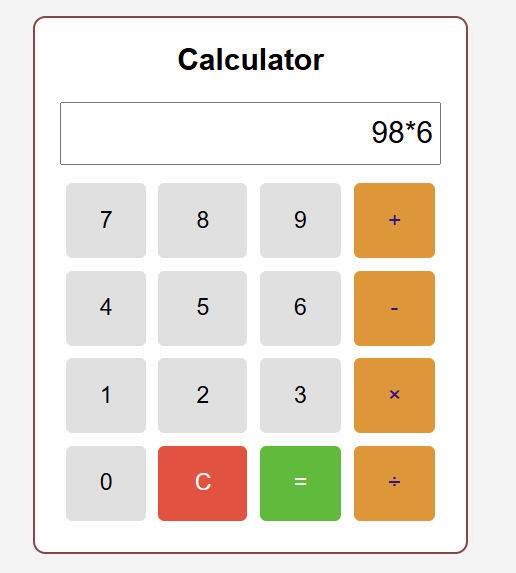 Calculator
98*6
7 8 9 +
4 5 6 -
1 2 3 ×
0 C = ÷